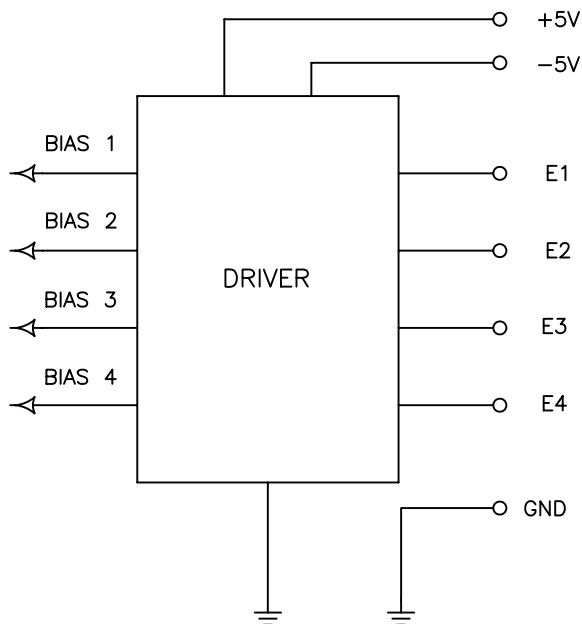 +5V
-5V
BIAS 1
E1
BIAS 2
E2
DRIVER
BIAS 3
E3
BIAS 4
E4
GND